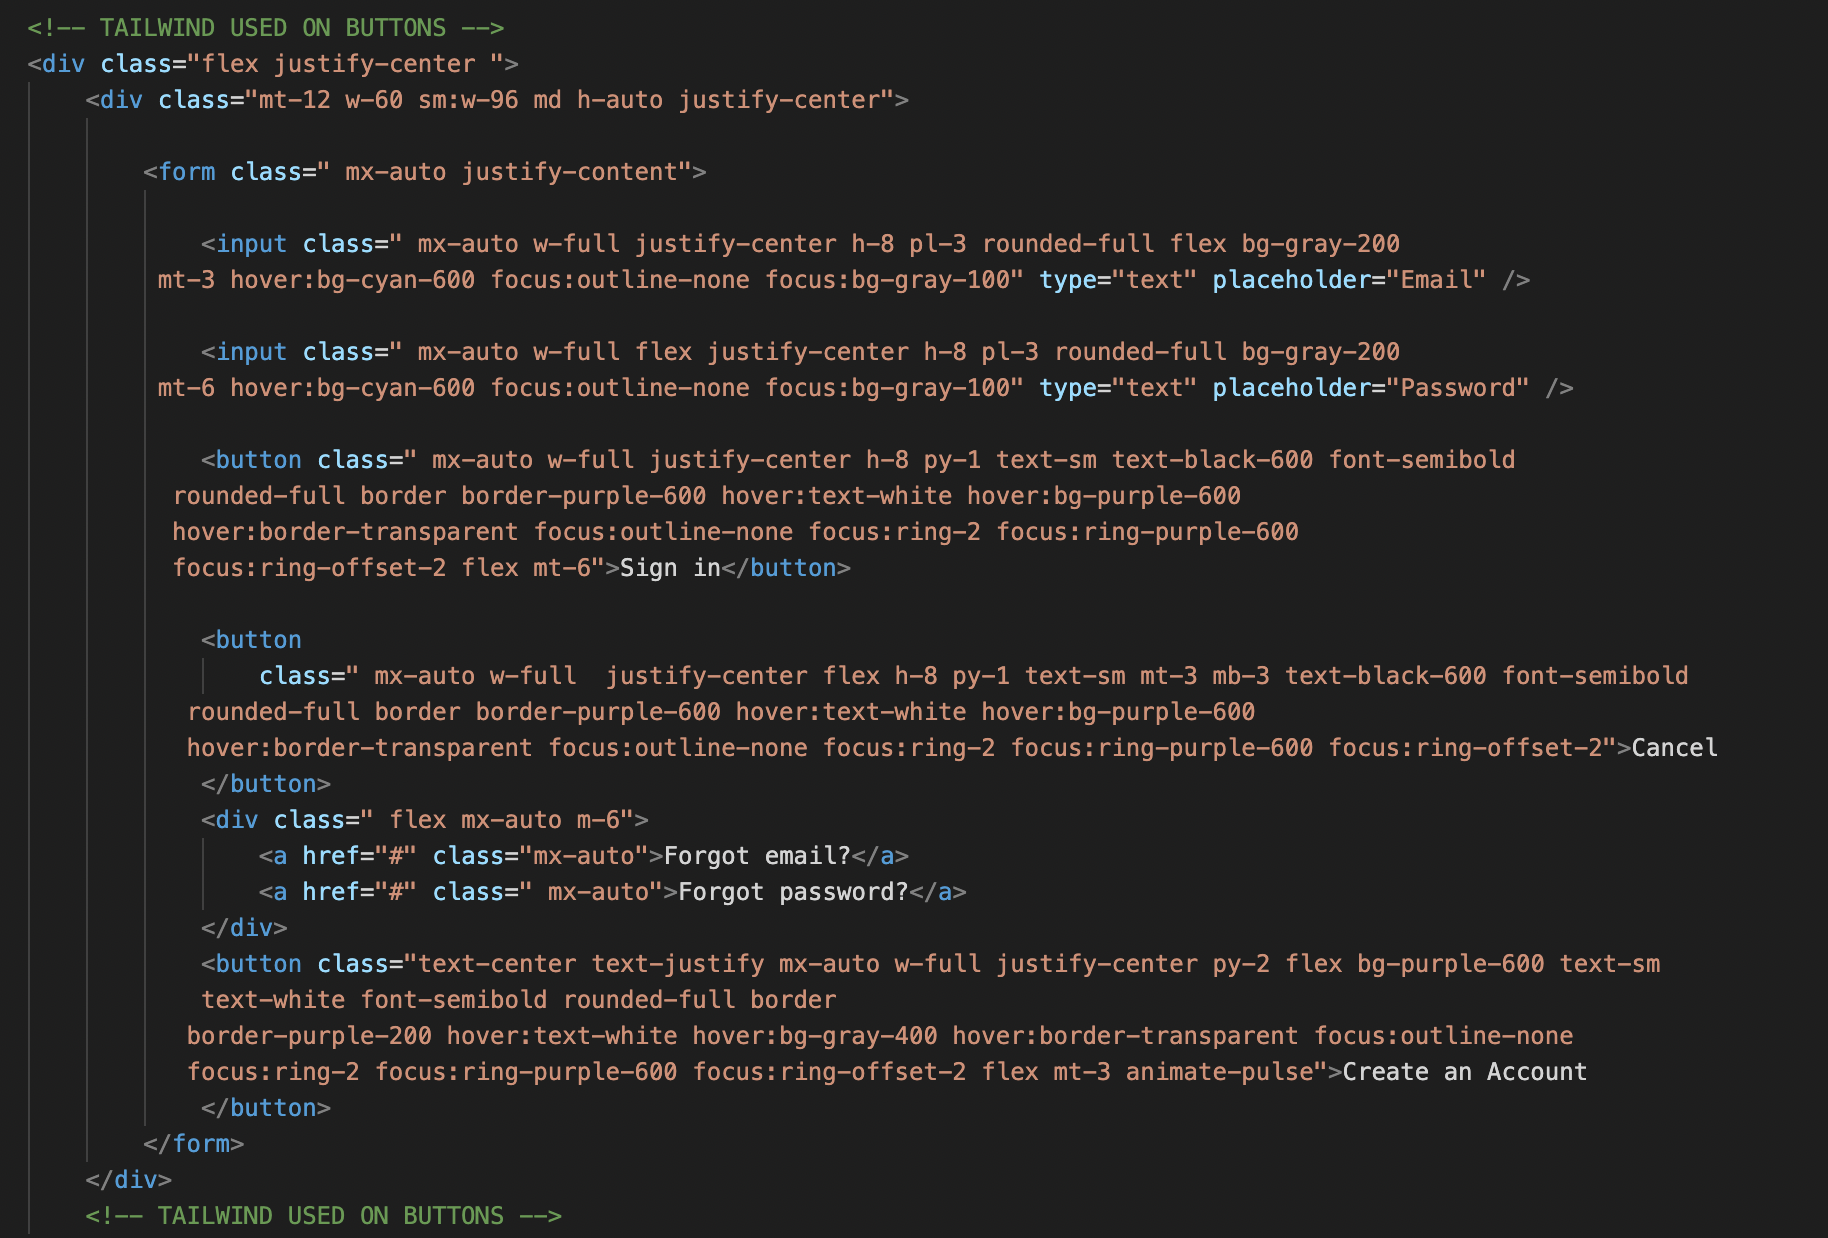 <!-- TAILWIND USED ON BUTTONS -->
<div class="flex justify-center ">
<div class="mt-12 w-60 sm:w-96 md h-auto justify-center">
<form class=" mx-auto justify-content">
<input class=" mx-auto w-full justify-center h-8 pl-3 rounded-full flex bg-gray-200
mt-3 hover:bg-cyan-600 focus:outline-none focus:bg-gray-100" type="text" placeholder="Email" />
<input class=" mx-auto w-full flex justify-center h-8 pl-3 rounded-full bg-gray-200
mt-6 hover:bg-cyan-600 focus:outline-none focus:bg-gray-100" type="text" placeholder="Password" />
<button class=" mx-auto w-full justify-center h-8 py-1 text-sm text-black-600 font-semibold
rounded-full border border-purple-600 hover:text-white hover:bg-purple-600
hover:border-transparent focus:outline-none focus:ring-2 focus:ring-purple-600
focus:ring-offset-2 flex mt-6">Sign in</button>
<button
class=" mx-auto w-full  justify-center flex h-8 py-1 text-sm mt-3 mb-3 text-black-600 font-semibold
rounded-full border border-purple-600 hover:text-white hover:bg-purple-600
hover:border-transparent focus:outline-none focus:ring-2 focus:ring-purple-600 focus:ring-offset-2">Cancel
</button>
<div class=" flex mx-auto m-6">
<a href="#" class="mx-auto">Forgot email?</a>
<a href="#" class=" mx-auto">Forgot password?</a>
</div>
<button class="text-center text-justify mx-auto w-full justify-center py-2 flex bg-purple-600 text-sm
text-white font-semibold rounded-full border
border-purple-200 hover:text-white hover:bg-gray-400 hover:border-transparent focus:outline-none
focus:ring-2 focus:ring-purple-600 focus:ring-offset-2 flex mt-3 animate-pulse">Create an Account
</button>
</form>
</div>
<!-- TAILWIND USED ON BUTTONS -->